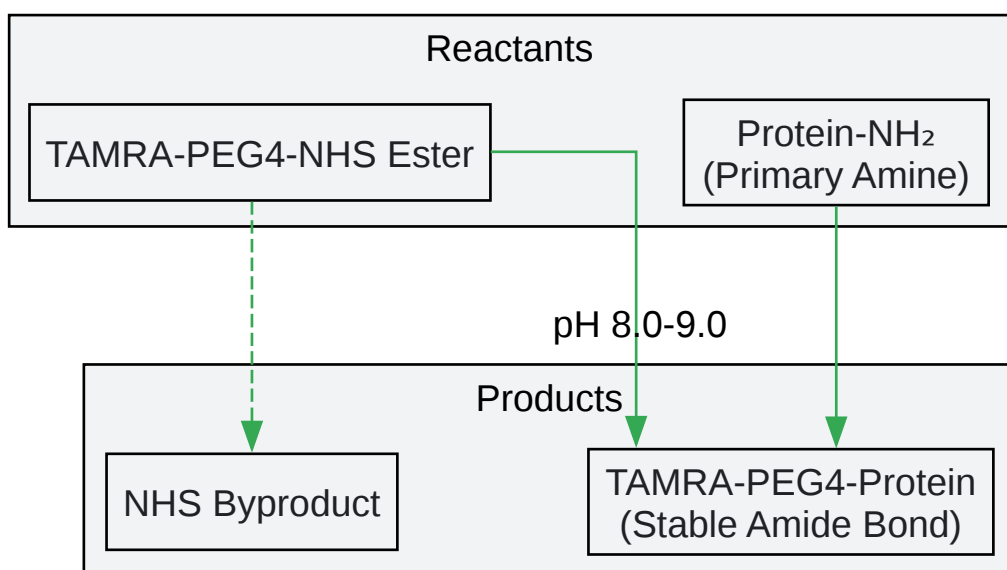 Reactants
TAMRA-PEG4-NHS Ester
Protein-NH₂
(Primary Amine)
pH 8.0-9.0
Products
NHS Byproduct
TAMRA-PEG4-Protein
(Stable Amide Bond)